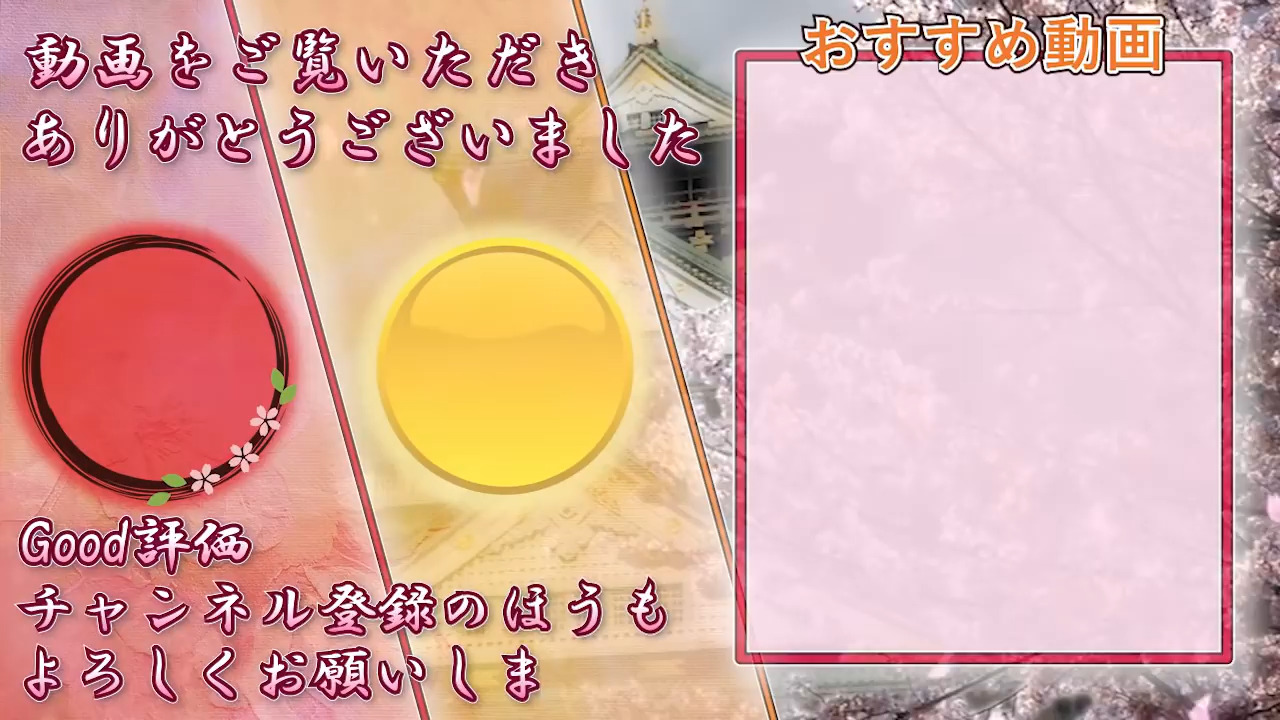 動画をご覧いただき
ありがとうございました
おすすめ動画
Good評価
チャンネル登録のほうも
よろしくお願いしま